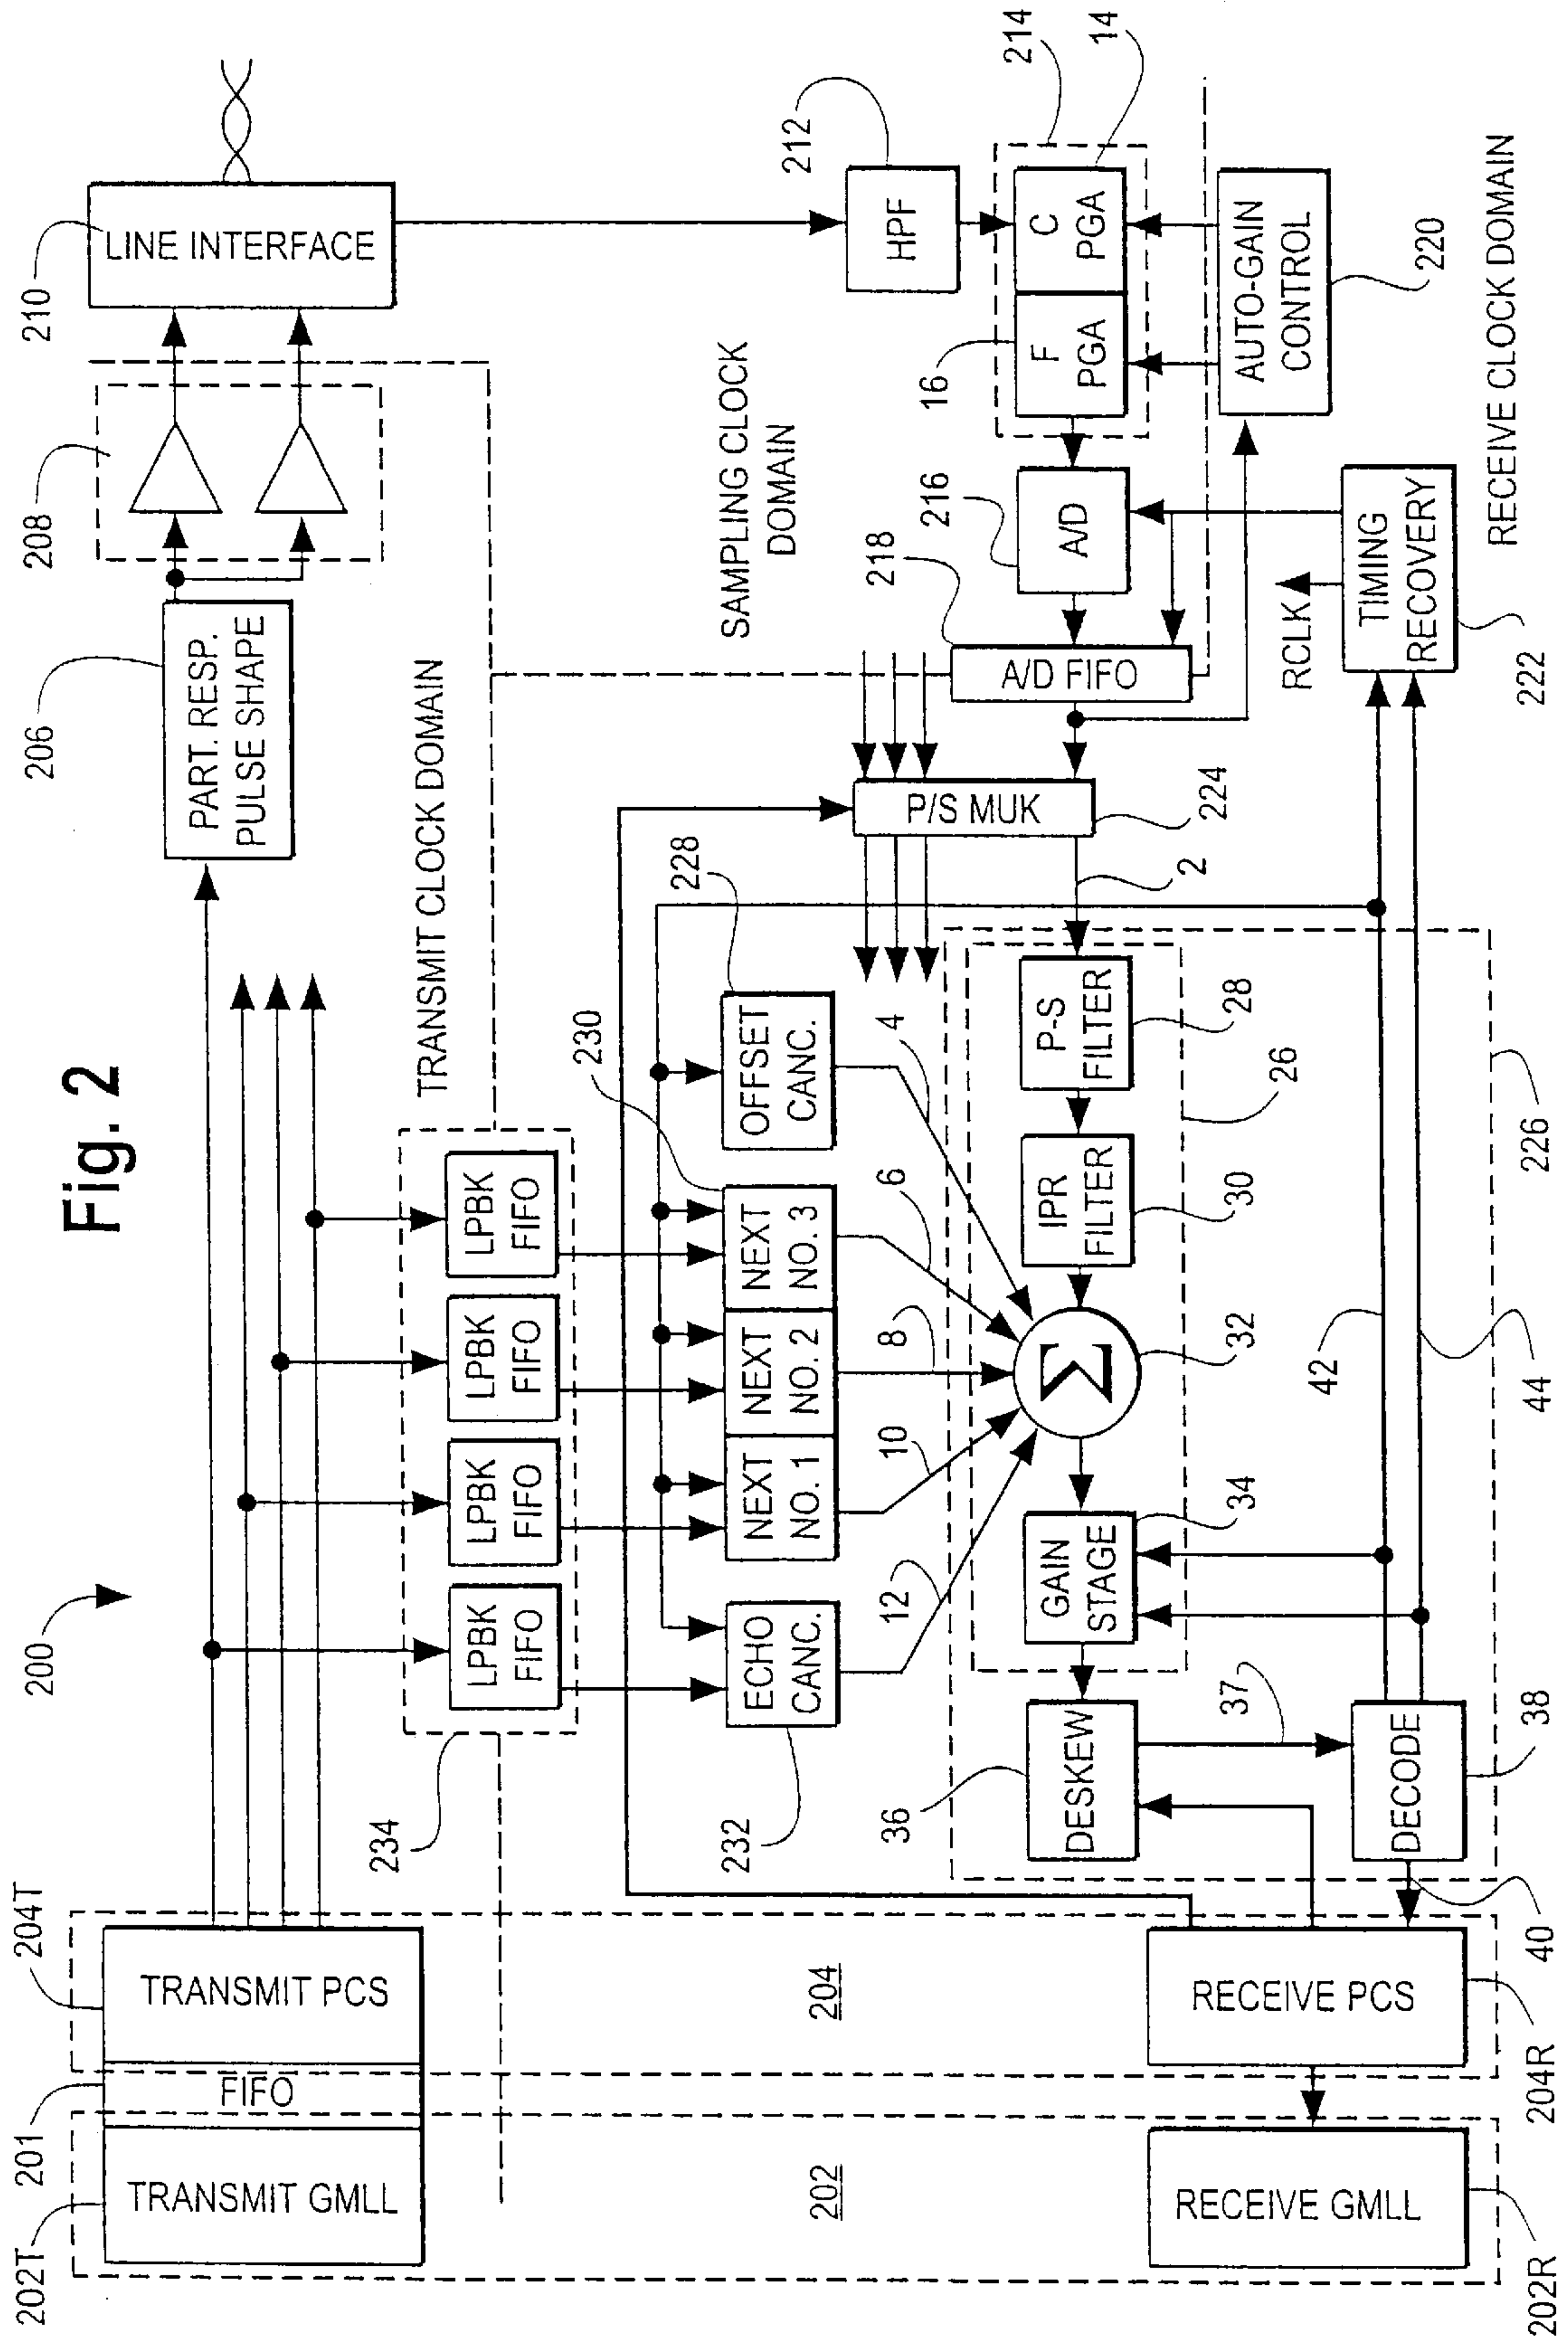 Fig. 2
200
202T
201
204T
TRANSMIT GMLL
FIFO
TRANSMIT PCS
206
PART. RESP.
PULSE SHAPE
208
210
LINE INTERFACE
TRANSMIT CLOCK DOMAIN
234
LPBK
FIFO
LPBK
FIFO
LPBK
FIFO
LPBK
FIFO
SAMPLING CLOCK
DOMAIN
232
ECHO
CANC.
NEXT
NO. 1
NEXT
NO. 2
NEXT
NO. 3
230
OFFSET
CANC.
228
212
HPF
202
204
12
10
8
6
4
2
P/S MUK
224
218
A/D FIFO
216
A/D
16
F
PGA
C
PGA
214
14
36
DESKEW
GAIN
STAGE
34
Σ
32
IPR
FILTER
30
P-S
FILTER
28
26
AUTO-GAIN
CONTROL
220
RCLK
TIMING
RECOVERY
222
RECEIVE CLOCK DOMAIN
37
42
44
226
DECODE
38
40
RECEIVE PCS
204R
RECEIVE GMLL
202R